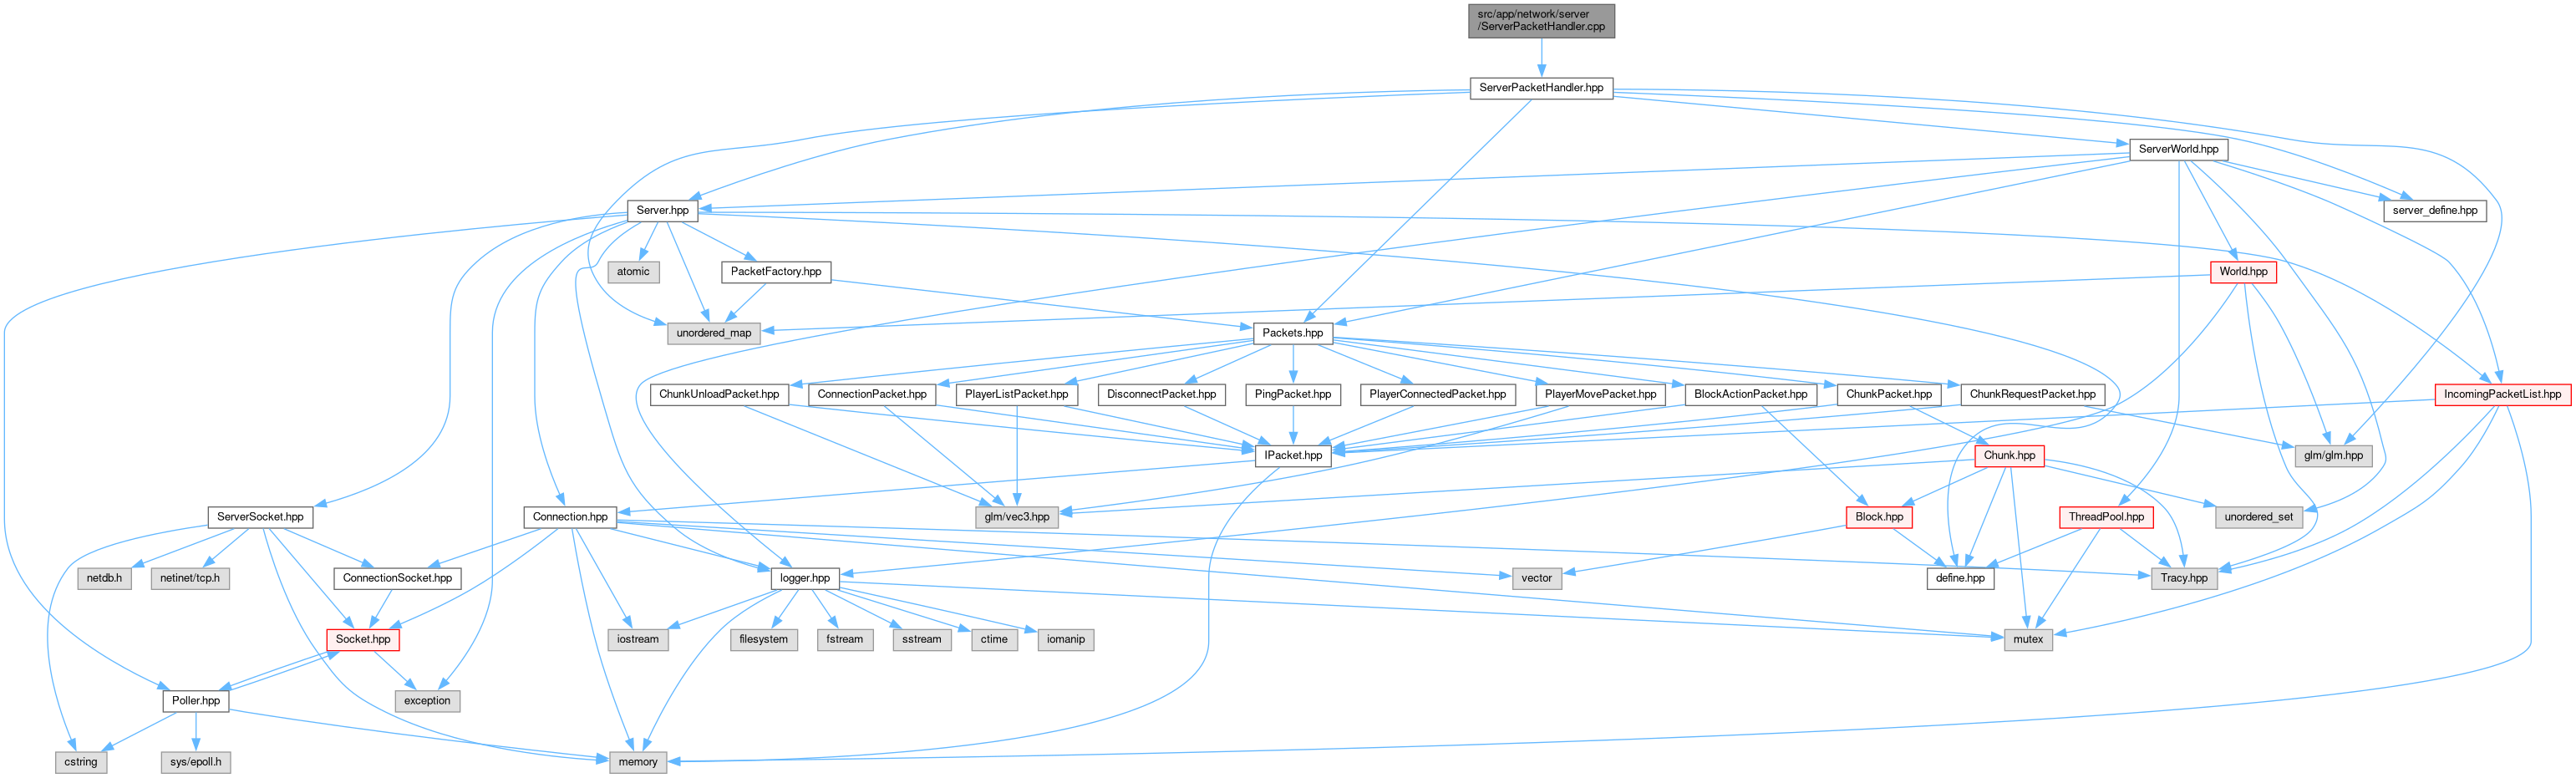 src/app/network/server
/ServerPacketHandler.cpp
ServerPacketHandler.hpp
ServerWorld.hpp
Server.hpp
server_define.hpp
atomic
PacketFactory.hpp
World.hpp
unordered_map
Packets.hpp
ChunkUnloadPacket.hpp
ConnectionPacket.hpp
PlayerListPacket.hpp
DisconnectPacket.hpp
PingPacket.hpp
PlayerConnectedPacket.hpp
PlayerMovePacket.hpp
BlockActionPacket.hpp
ChunkPacket.hpp
ChunkRequestPacket.hpp
IncomingPacketList.hpp
IPacket.hpp
Chunk.hpp
glm/glm.hpp
ServerSocket.hpp
Connection.hpp
glm/vec3.hpp
Block.hpp
ThreadPool.hpp
unordered_set
netdb.h
netinet/tcp.h
ConnectionSocket.hpp
logger.hpp
vector
define.hpp
Tracy.hpp
Socket.hpp
iostream
filesystem
fstream
sstream
ctime
iomanip
mutex
Poller.hpp
exception
cstring
sys/epoll.h
memory